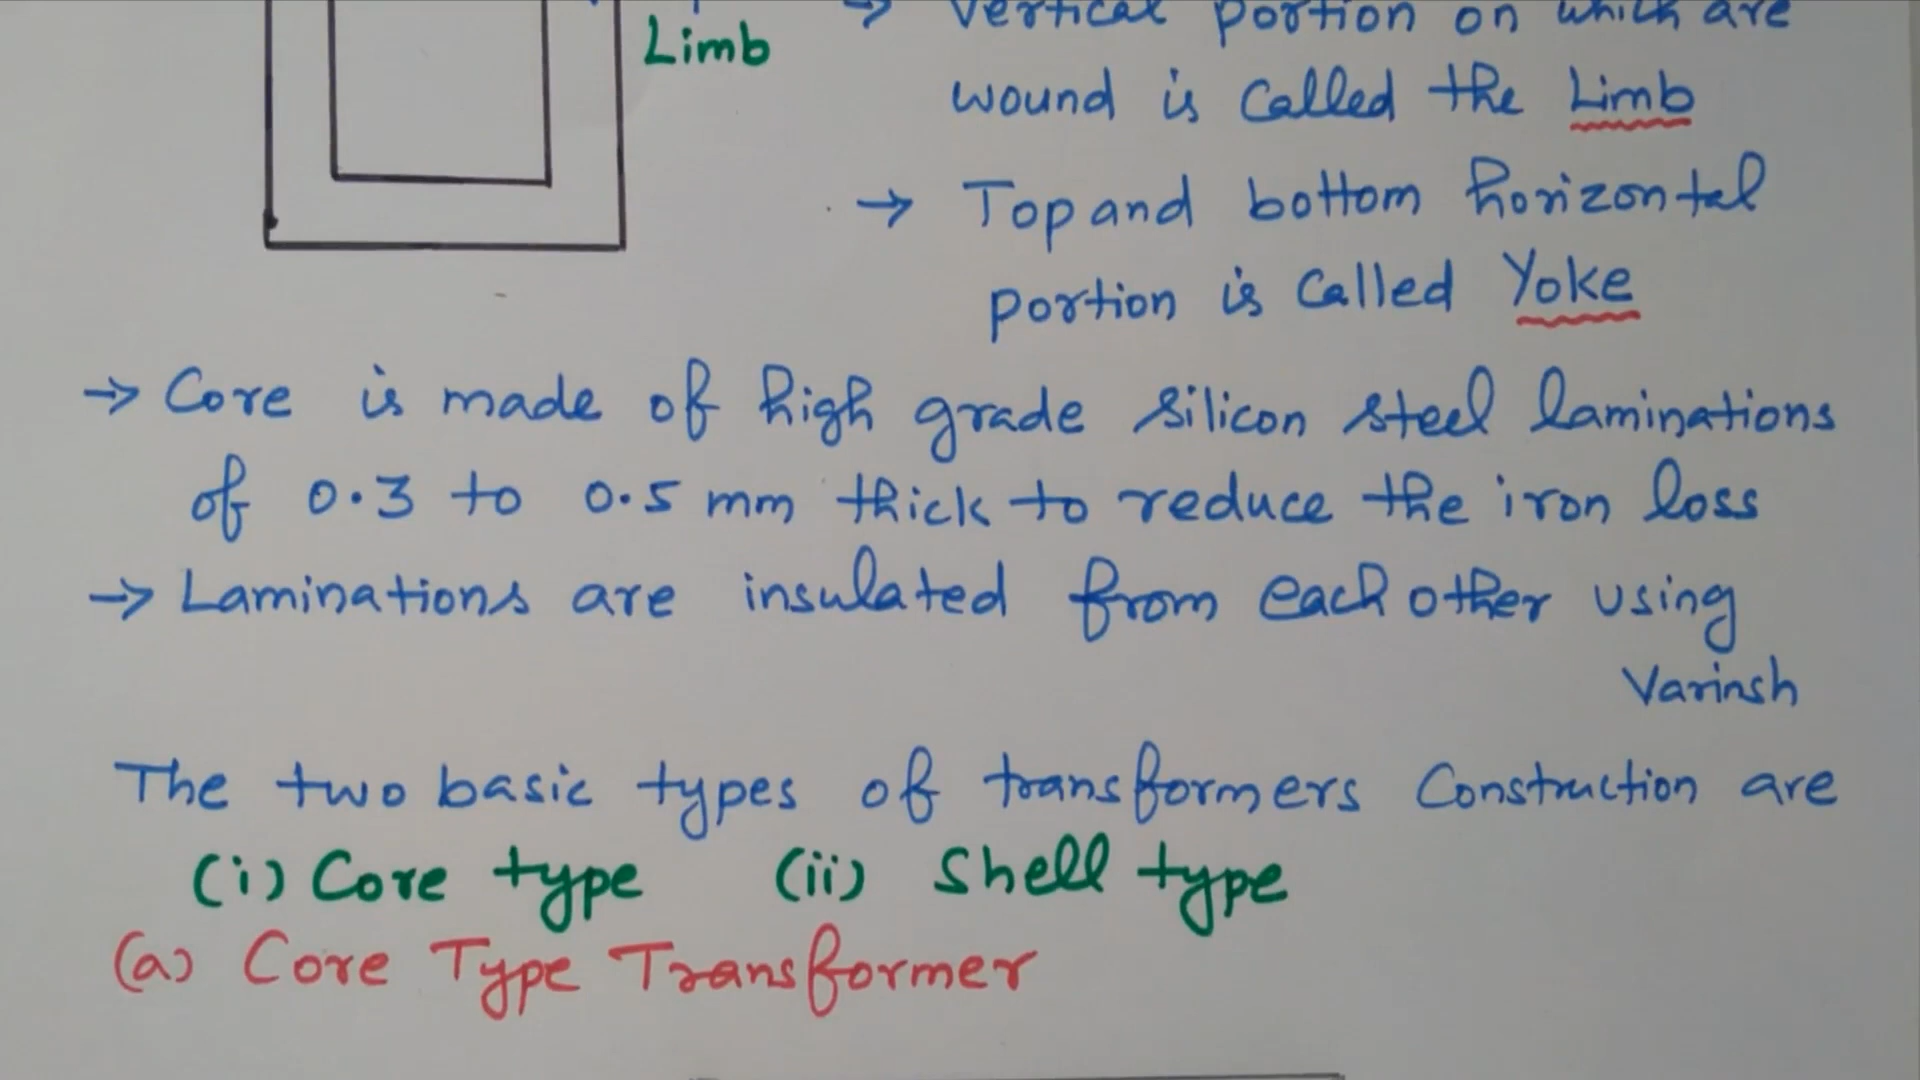 Limb
→ Vertical portion on which are
wound is called the Limb
→ Top and bottom horizontal
portion is called Yoke
→ Core is made of high grade silicon steel laminations
of 0.3 to 0.5 mm thick to reduce the iron loss
→ Laminations are insulated from each other using
Varinsh
The two basic types of transformers Construction are
(i) Core type (ii) Shell type
(a) Core Type Transformer